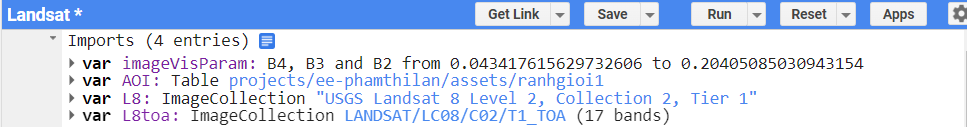 Landsat * Get Link Save Run Reset Apps
Imports (4 entries)
var imageVisParam: B4, B3 and B2 from 0.043417615629732606 to 0.20405085030943154
var AOI: Table projects/ee-phamthilan/assets/ranhgioi1
var L8: ImageCollection "USGS Landsat 8 Level 2, Collection 2, Tier 1"
var L8toa: ImageCollection LANDSAT/LC08/C02/T1_TOA (17 bands)